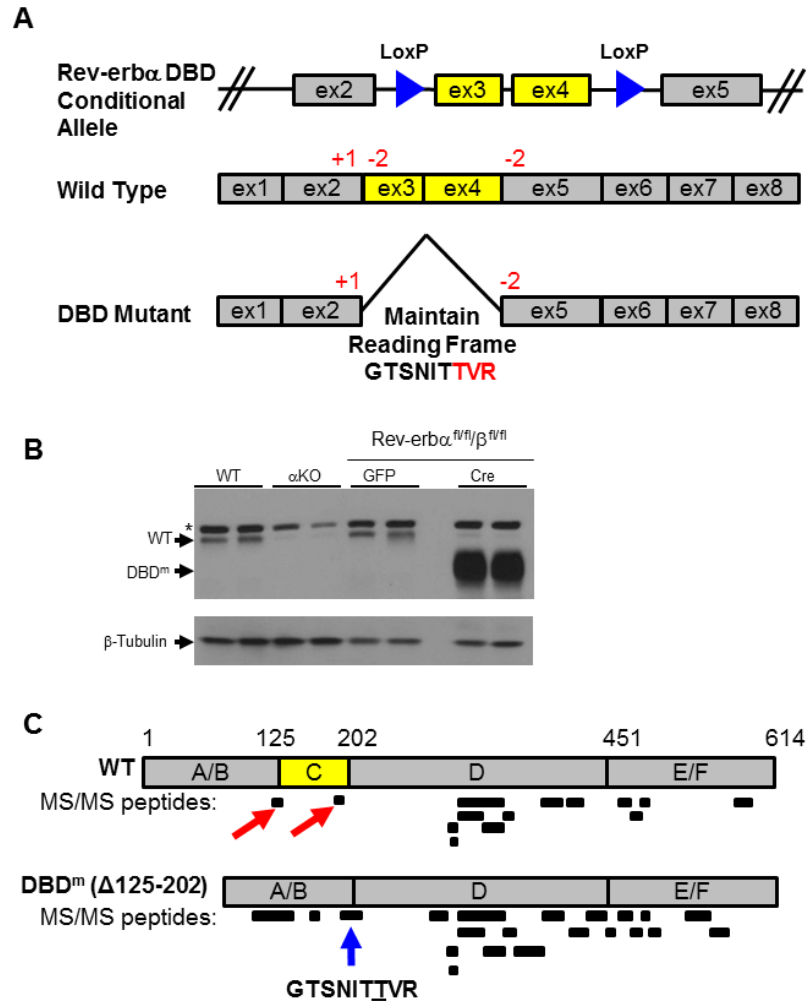 A
LoxP LoxP
Rev-erbα DBD
Conditional
Allele
ex2 ex3 ex4 ex5
+1 -2 -2
Wild Type
ex1 ex2 ex3 ex4 ex5 ex6 ex7 ex8
+1 -2
DBD Mutant
ex1 ex2 ex5 ex6 ex7 ex8
Maintain
Reading Frame
GTSNITTVR
B
Rev-erbα^fl/fl/β^fl/fl
WT αKO GFP Cre
*
WT
DBDᵐ
β-Tubulin
C
1 125 202 451 614
WT A/B C D E/F
MS/MS peptides:
DBDᵐ (Δ125-202) A/B D E/F
MS/MS peptides:
GTSNITTVR